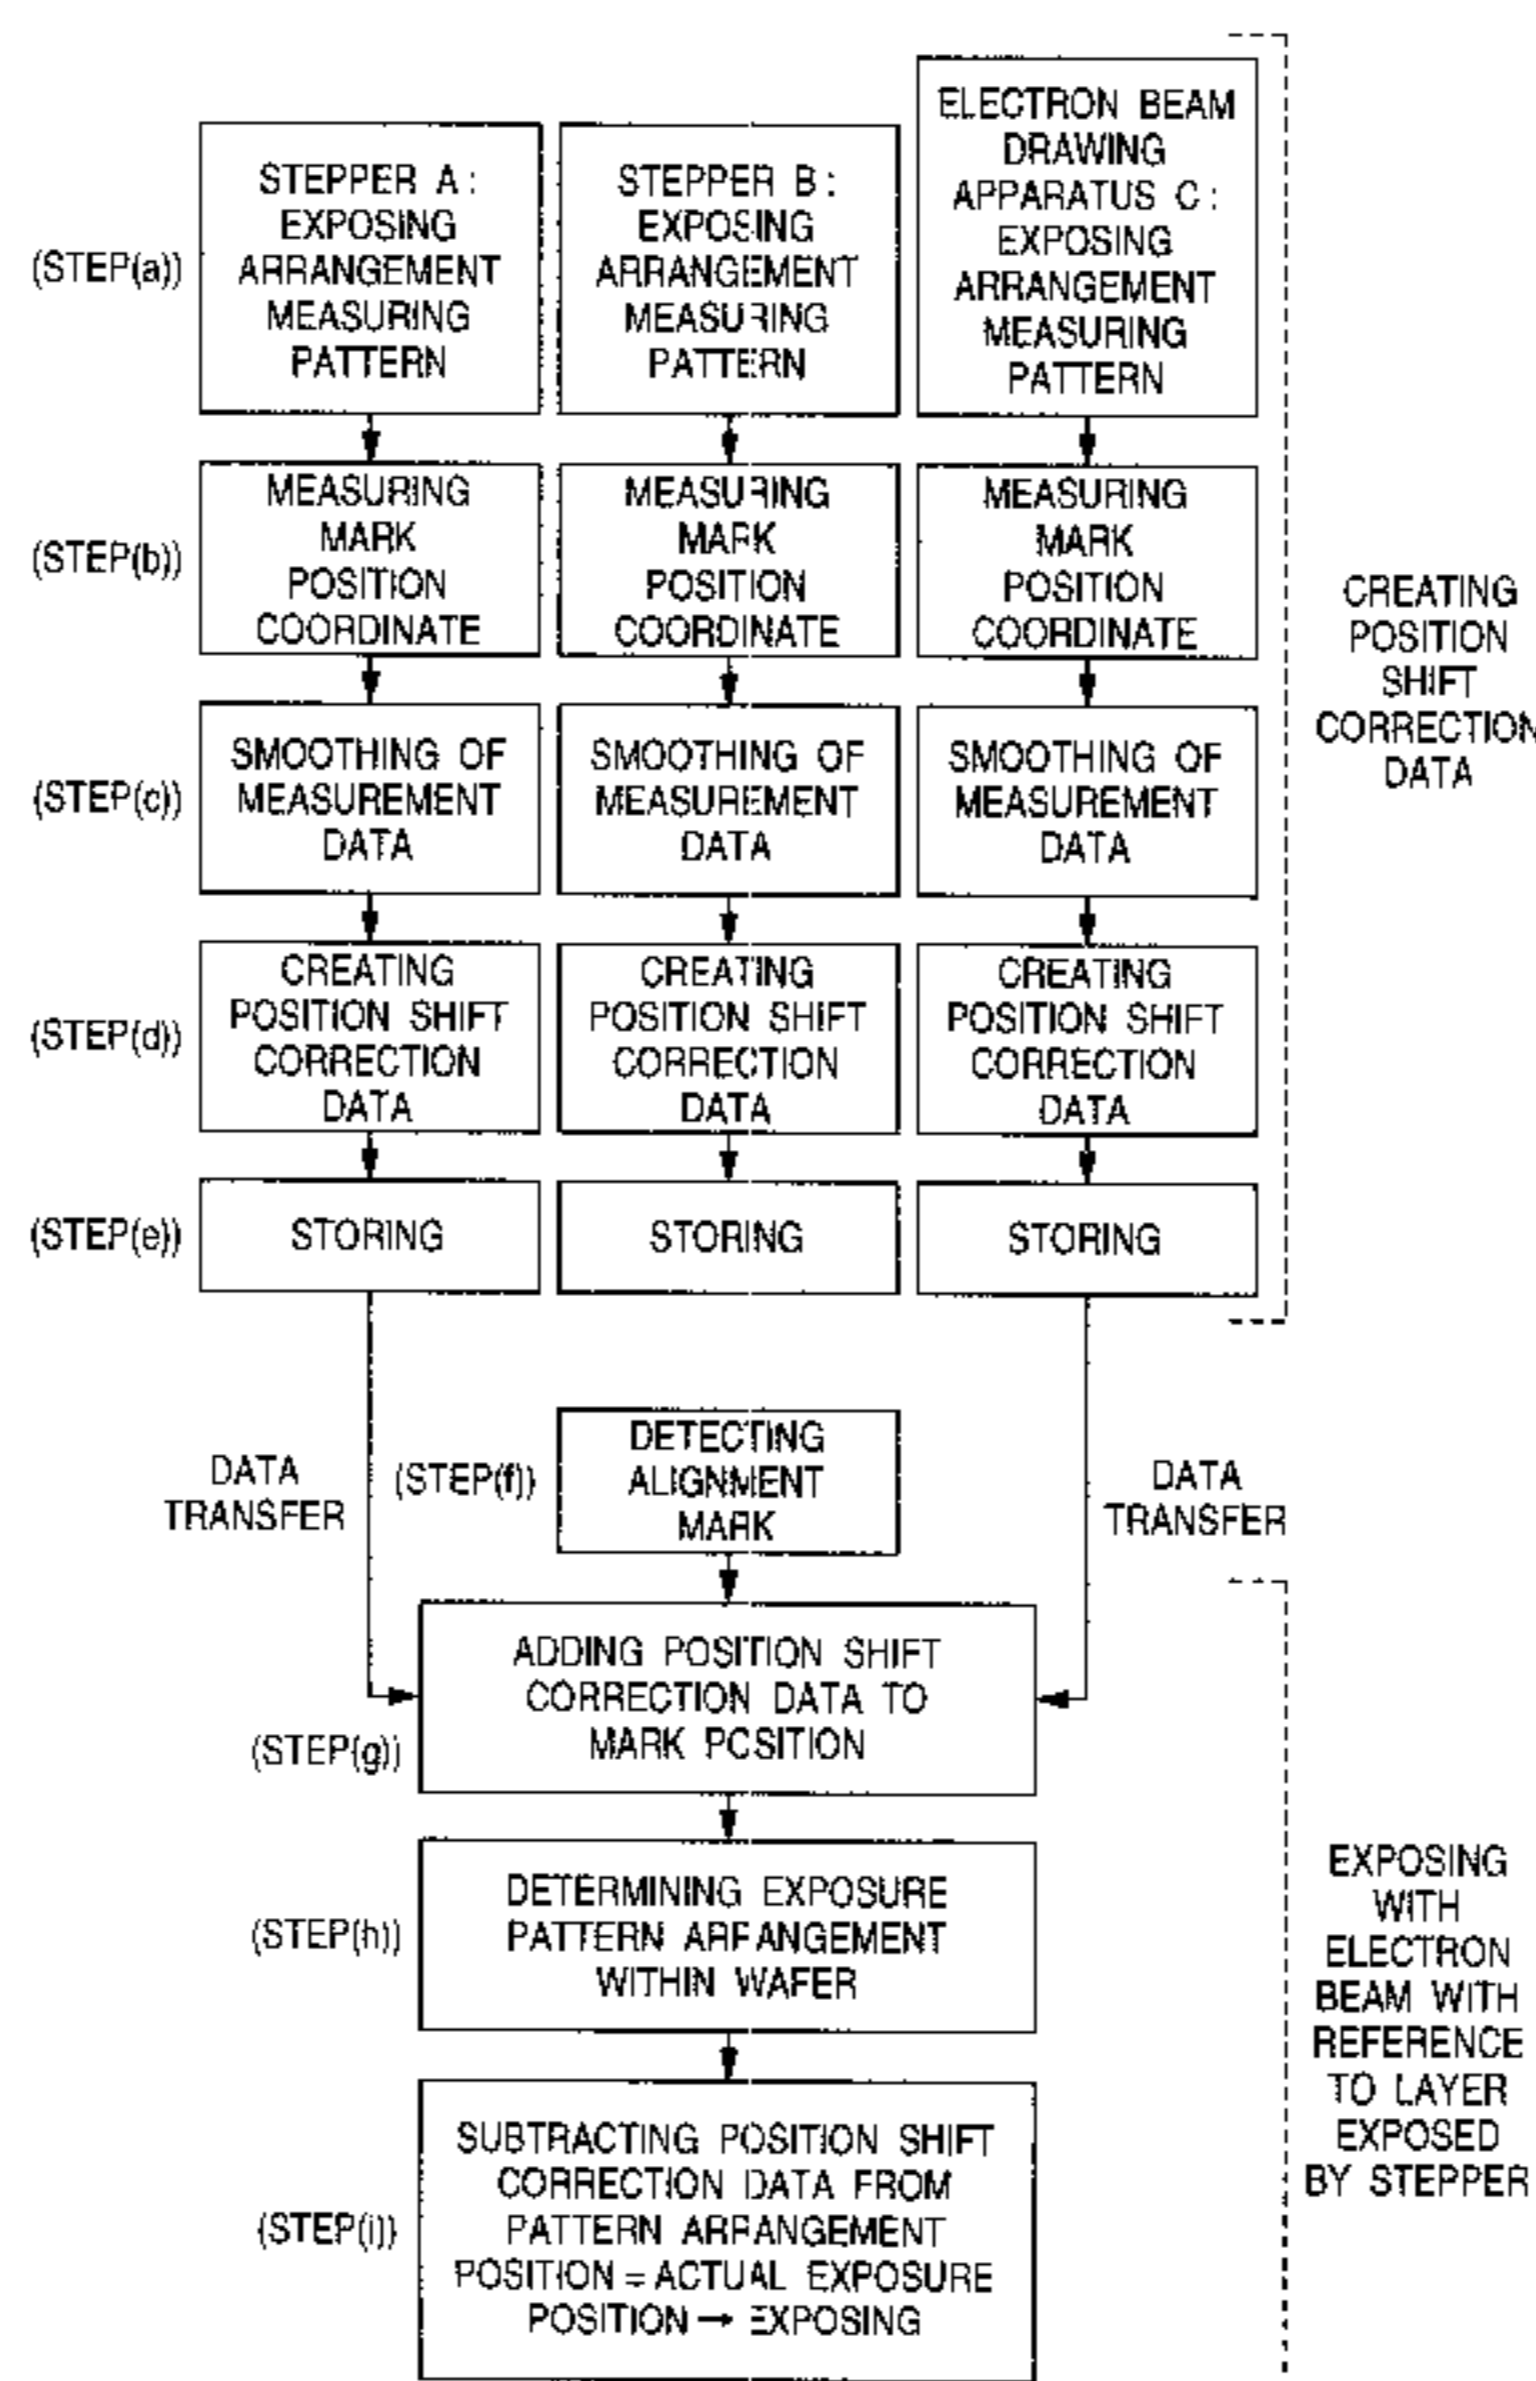 (STEP(a))
STEPPER A:
EXPOSING
ARRANGEMENT
MEASURING
PATTERN
STEPPER B:
EXPOSING
ARRANGEMENT
MEASURING
PATTERN
ELECTRON BEAM
DRAWING
APPARATUS C:
EXPOSING
ARRANGEMENT
MEASURING
PATTERN
(STEP(b))
MEASURING
MARK
POSITION
COORDINATE
MEASURING
MARK
POSITION
COORDINATE
MEASURING
MARK
POSITION
COORDINATE
CREATING
POSITION
SHIFT
CORRECTION
DATA
(STEP(c))
SMOOTHING OF
MEASUREMENT
DATA
SMOOTHING OF
MEASUREMENT
DATA
SMOOTHING OF
MEASUREMENT
DATA
(STEP(d))
CREATING
POSITION SHIFT
CORRECTION
DATA
CREATING
POSITION SHIFT
CORRECTION
DATA
CREATING
POSITION SHIFT
CORRECTION
DATA
(STEP(e))
STORING
STORING
STORING
DATA
TRANSFER
(STEP(f))
DETECTING
ALIGNMENT
MARK
DATA
TRANSFER
(STEP(g))
ADDING POSITION SHIFT
CORRECTION DATA TO
MARK POSITION
(STEP(h))
DETERMINING EXPOSURE
PATTERN ARRANGEMENT
WITHIN WAFER
EXPOSING
WITH
ELECTRON
BEAM WITH
REFERENCE
TO LAYER
EXPOSED
BY STEPPER
(STEP(i))
SUBTRACTING POSITION SHIFT
CORRECTION DATA FROM
PATTERN ARRANGEMENT
POSITION = ACTUAL EXPOSURE
POSITION → EXPOSING